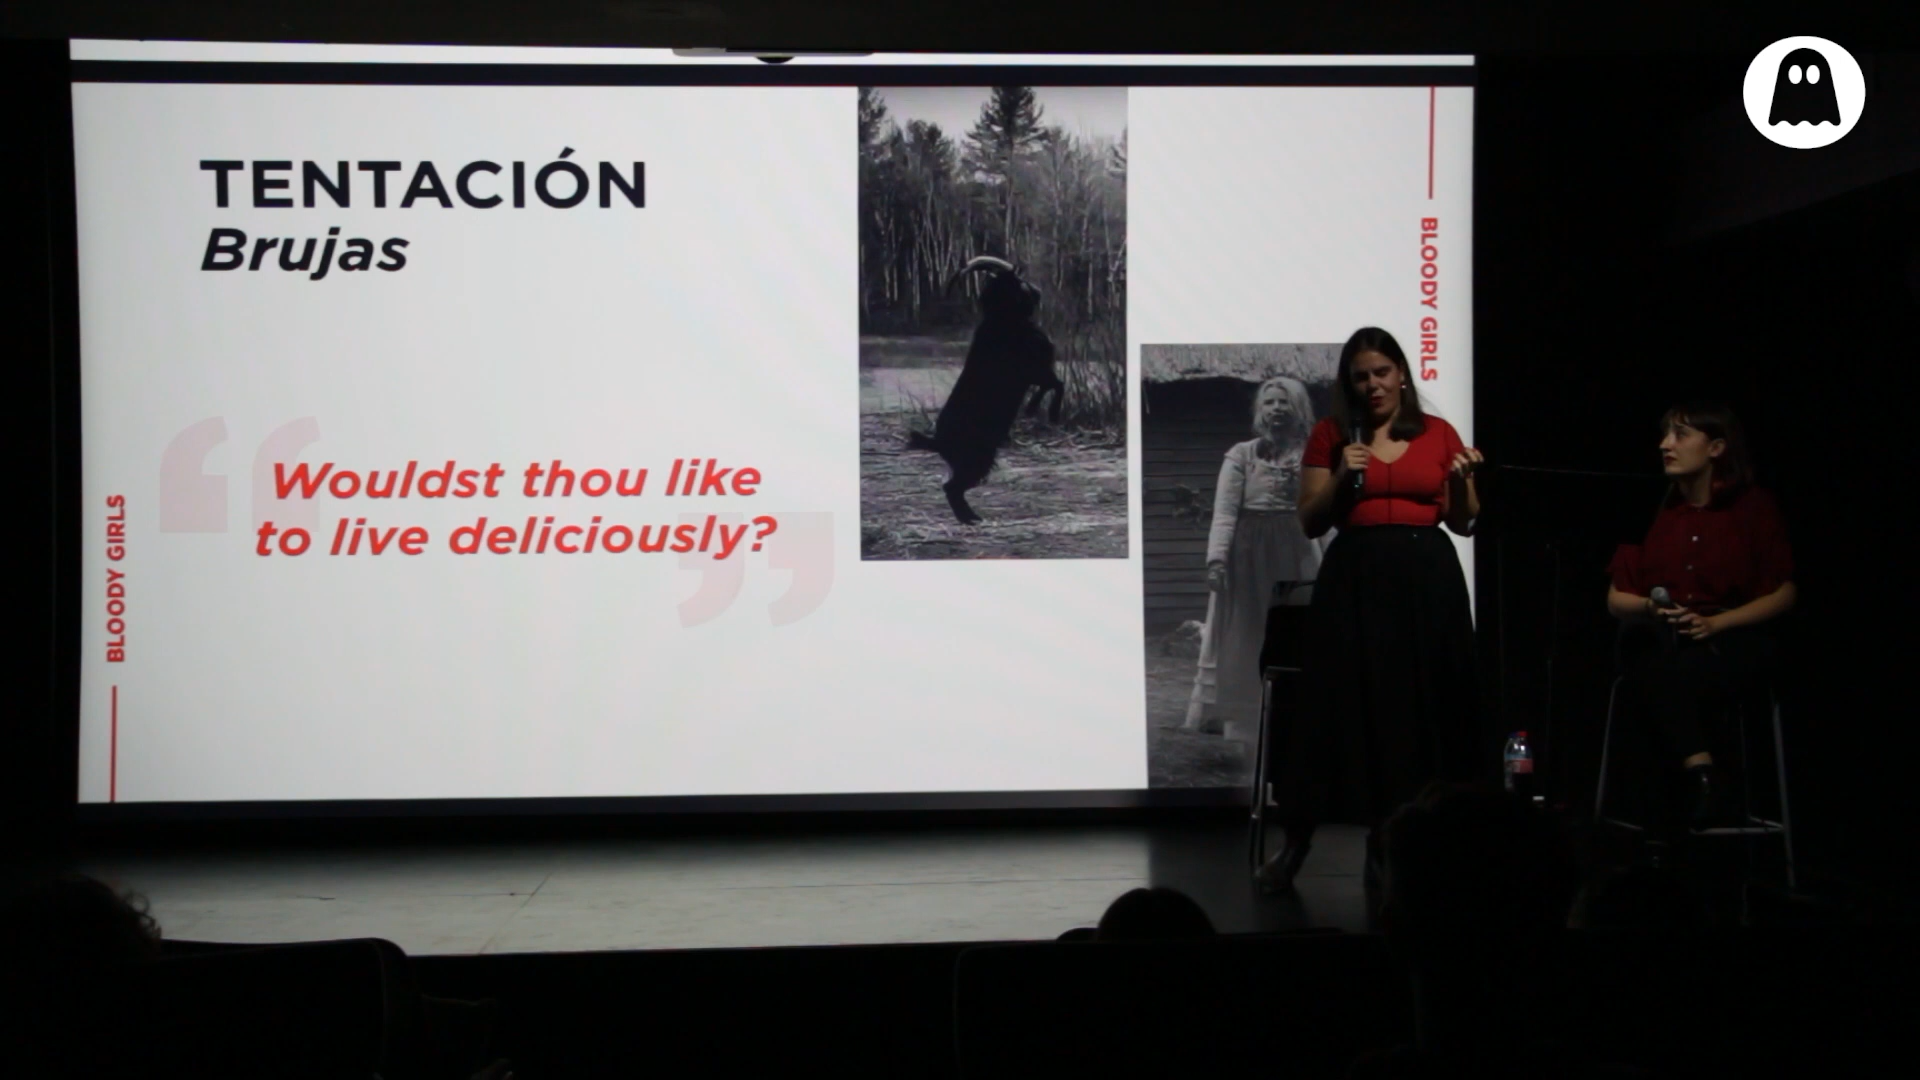 TENTACIÓN
Brujas
“Wouldst thou like
to live deliciously?”
BLOODY GIRLS
BLOODY GIRLS